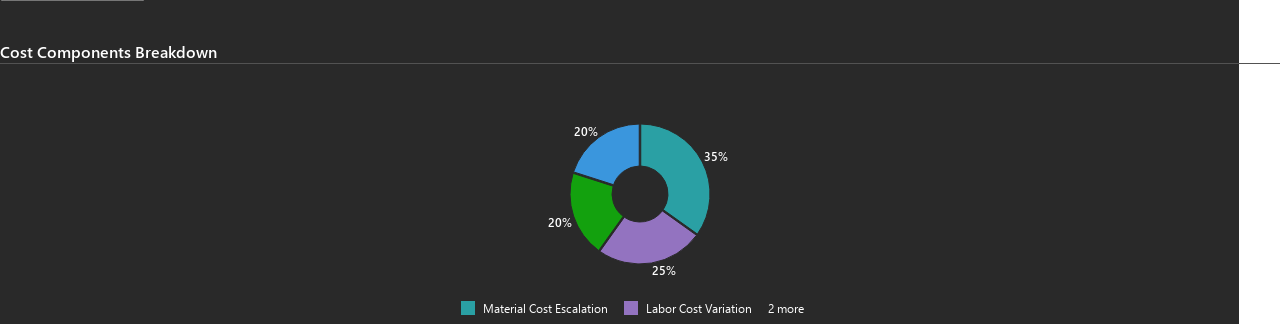 Cost Components Breakdown
20%
35%
20%
25%
Material Cost Escalation Labor Cost Variation 2 more